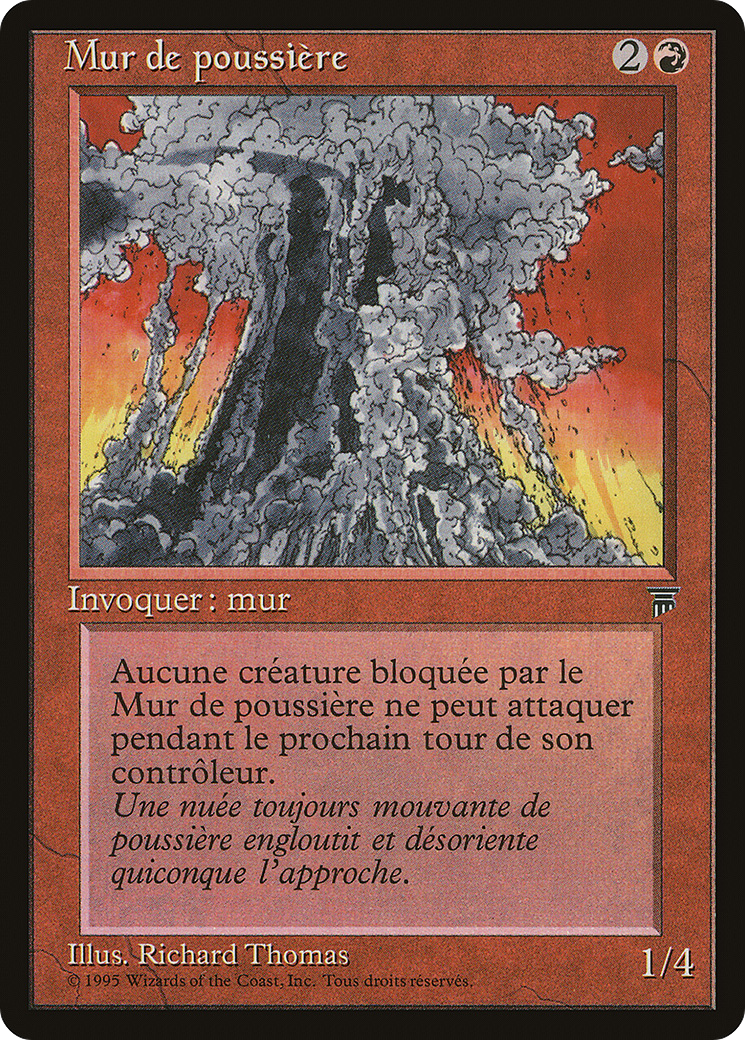 Mur de poussière
2
Invoquer : mur
Aucune créature bloquée par le
Mur de poussière ne peut attaquer
pendant le prochain tour de son
contrôleur.
Une nuée toujours mouvante de
poussière engloutit et désoriente
quiconque l'approche.
Illus. Richard Thomas
1/4
© 1995 Wizards of the Coast, Inc. Tous droits réservés.